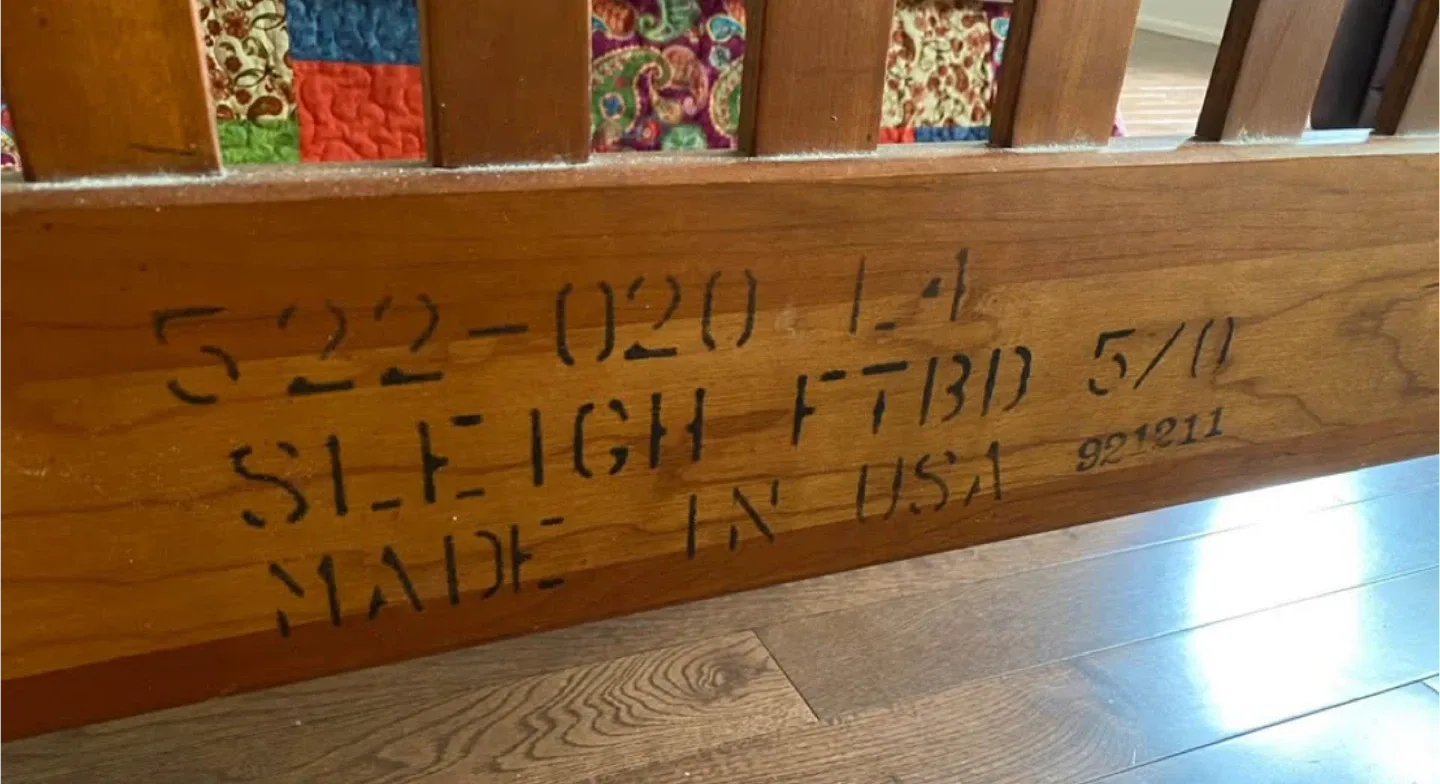 522-020 L4
SLEIGH FTBD 5/0
MADE IN USA 921211